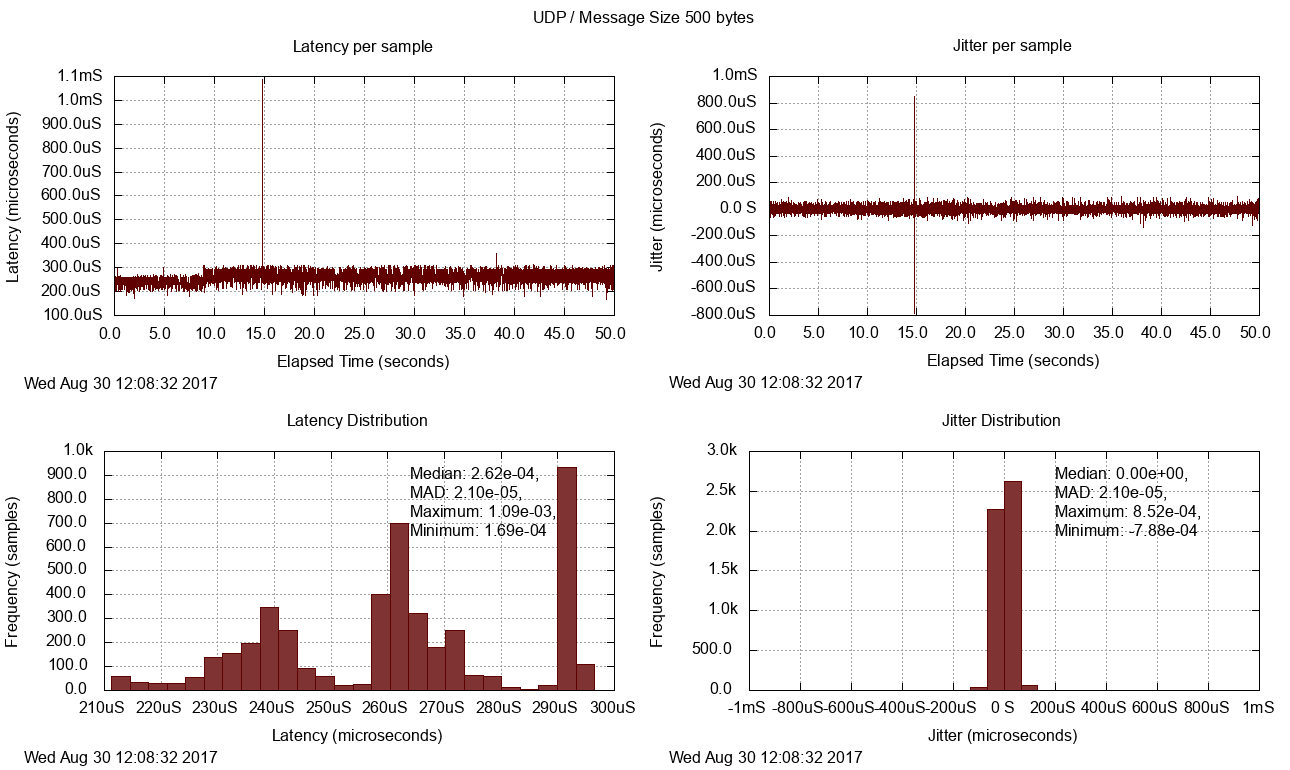 UDP / Message Size 500 bytes
Latency per sample
1.1mS
1.0mS
900.0uS
800.0uS
700.0uS
600.0uS
500.0uS
400.0uS
300.0uS
200.0uS
100.0uS
Latency (microseconds)
0.0 5.0 10.0 15.0 20.0 25.0 30.0 35.0 40.0 45.0 50.0
Elapsed Time (seconds)
Wed Aug 30 12:08:32 2017
Jitter per sample
1.0mS
800.0uS
600.0uS
400.0uS
200.0uS
0.0 S
-200.0uS
-400.0uS
-600.0uS
-800.0uS
Jitter (microseconds)
0.0 5.0 10.0 15.0 20.0 25.0 30.0 35.0 40.0 45.0 50.0
Elapsed Time (seconds)
Wed Aug 30 12:08:32 2017
Latency Distribution
1.0k
900.0
800.0
700.0
600.0
500.0
400.0
300.0
200.0
100.0
0.0
Frequency (samples)
Median: 2.62e-04,
MAD: 2.10e-05,
Maximum: 1.09e-03,
Minimum: 1.69e-04
210uS 220uS 230uS 240uS 250uS 260uS 270uS 280uS 290uS 300uS
Latency (microseconds)
Wed Aug 30 12:08:32 2017
Jitter Distribution
3.0k
2.5k
2.0k
1.5k
1.0k
500.0
0.0
Frequency (samples)
Median: 0.00e+00,
MAD: 2.10e-05,
Maximum: 8.52e-04,
Minimum: -7.88e-04
-1mS -800uS -600uS -400uS -200uS 0 S 200uS 400uS 600uS 800uS 1mS
Jitter (microseconds)
Wed Aug 30 12:08:32 2017